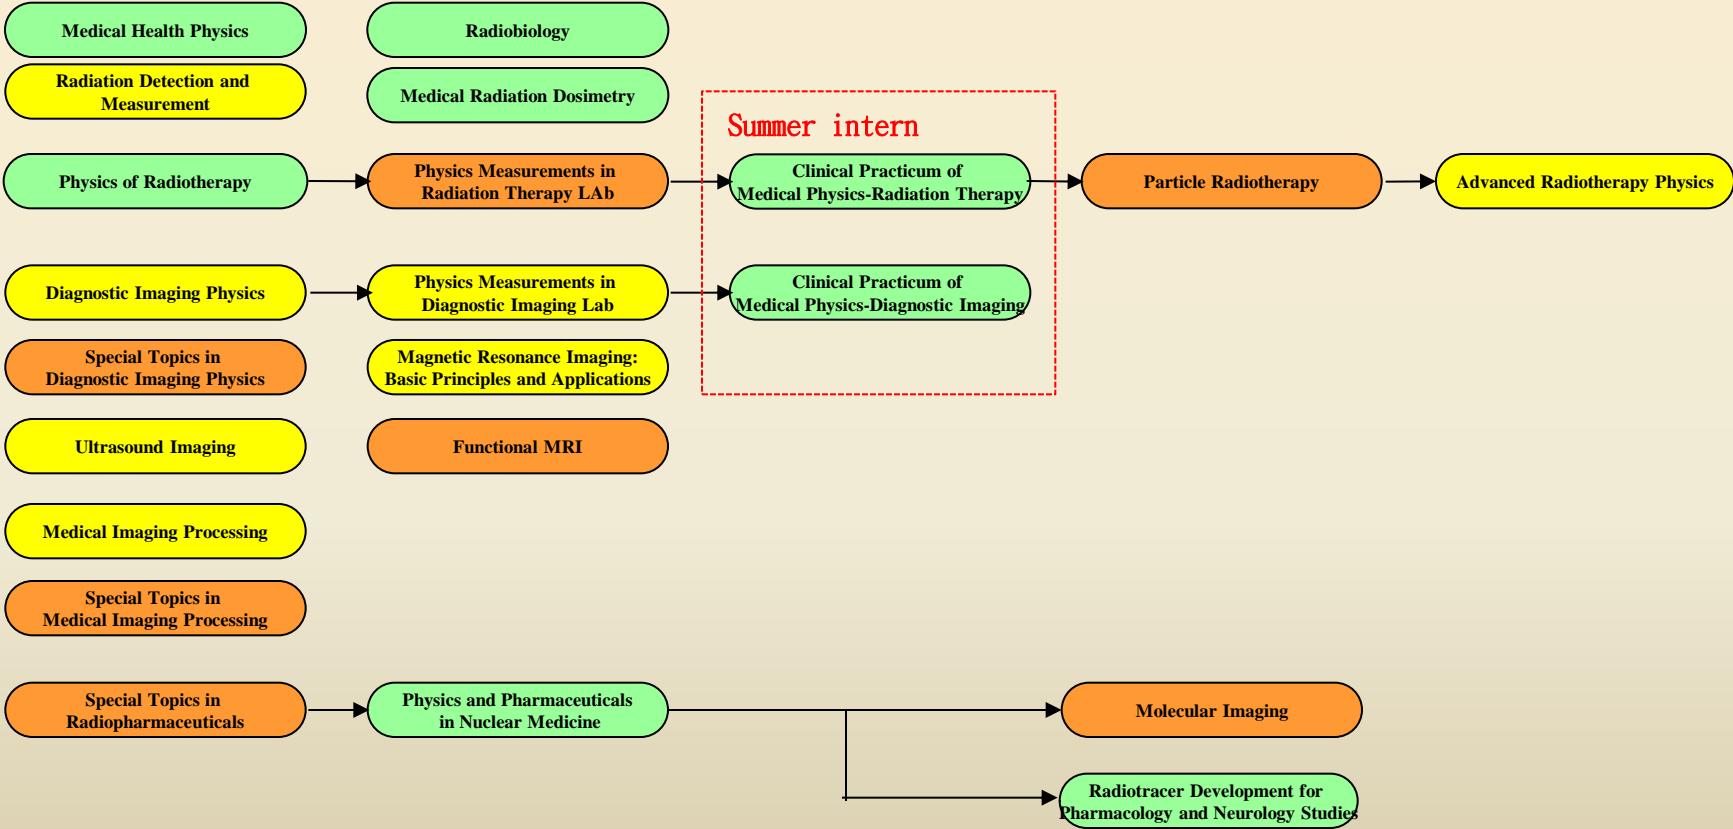 Medical Health Physics
Radiobiology
Radiation Detection and
Measurement
Medical Radiation Dosimetry
Summer intern
Physics of Radiotherapy
Physics Measurements in
Radiation Therapy LAb
Clinical Practicum of
Medical Physics-Radiation Therapy
Particle Radiotherapy
Advanced Radiotherapy Physics
Diagnostic Imaging Physics
Physics Measurements in
Diagnostic Imaging Lab
Clinical Practicum of
Medical Physics-Diagnostic Imaging
Special Topics in
Diagnostic Imaging Physics
Magnetic Resonance Imaging:
Basic Principles and Applications
Ultrasound Imaging
Functional MRI
Medical Imaging Processing
Special Topics in
Medical Imaging Processing
Special Topics in
Radiopharmaceuticals
Physics and Pharmaceuticals
in Nuclear Medicine
Molecular Imaging
Radiotracer Development for
Pharmacology and Neurology Studies